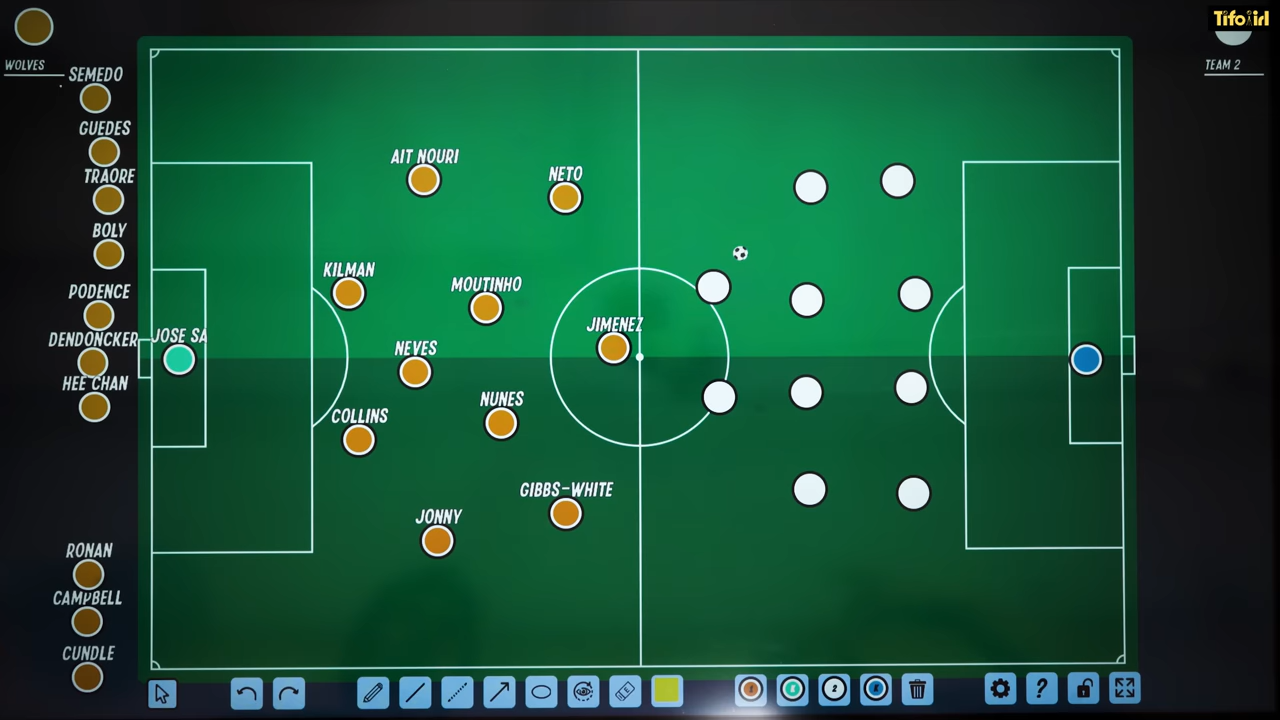 Tifo irl
WOLVES
TEAM 2
SEMEDO
GUEDES
TRAORE
BOLY
PODENCE
DENDONCKER
HEE CHAN
RONAN
CAMPBELL
CUNDLE
AIT NOURI
NETO
KILMAN
MOUTINHO
JOSE SA
JIMENEZ
NEVES
NUNES
COLLINS
GIBBS-WHITE
JONNY
2
?